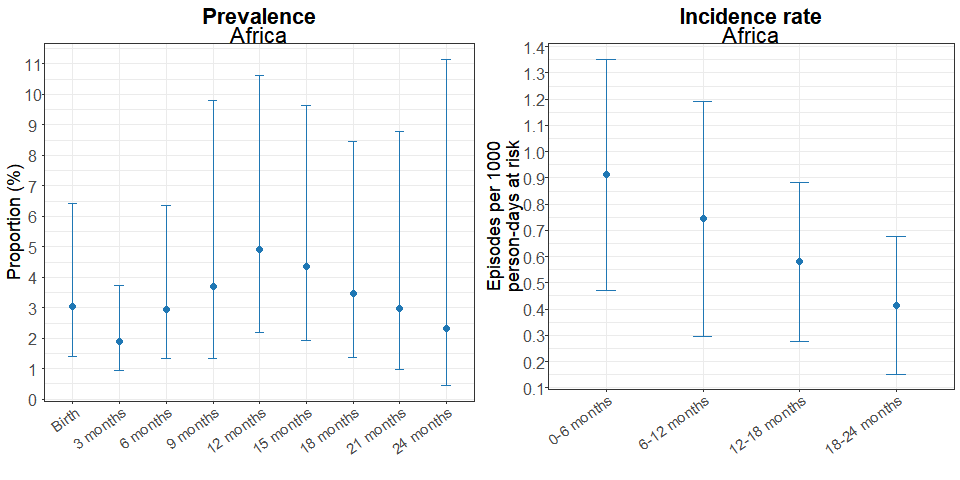 Prevalence
Africa
Proportion (%)
11
10
9
8
7
6
5
4
3
2
1
0
Birth
3 months
6 months
9 months
12 months
15 months
18 months
21 months
24 months
Incidence rate
Africa
Episodes per 1000
person-days at risk
1.4
1.3
1.2
1.1
1.0
0.9
0.8
0.7
0.6
0.5
0.4
0.3
0.2
0.1
0-6 months
6-12 months
12-18 months
18-24 months